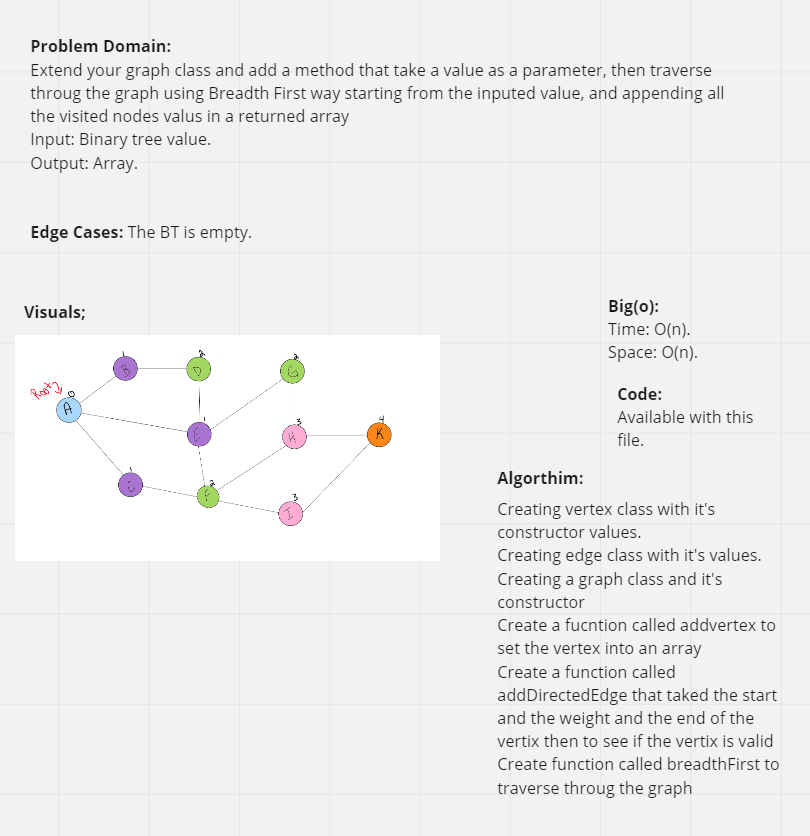 Problem Domain:
Extend your graph class and add a method that take a value as a parameter, then traverse
throug the graph using Breadth First way starting from the inputed value, and appending all
the visited nodes valus in a returned array
Input: Binary tree value.
Output: Array.
Edge Cases: The BT is empty.
Visuals;
Root
0
A
1
B
2
D
2
G
1
E
3
H
4
K
1
C
2
F
3
I
Big(o):
Time: O(n).
Space: O(n).
Code:
Available with this
file.
Algorthim:
Creating vertex class with it's
constructor values.
Creating edge class with it's values.
Creating a graph class and it's
constructor
Create a fucntion called addvertex to
set the vertex into an array
Create a function called
addDirectedEdge that taked the start
and the weight and the end of the
vertix then to see if the vertix is valid
Create function called breadthFirst to
traverse throug the graph